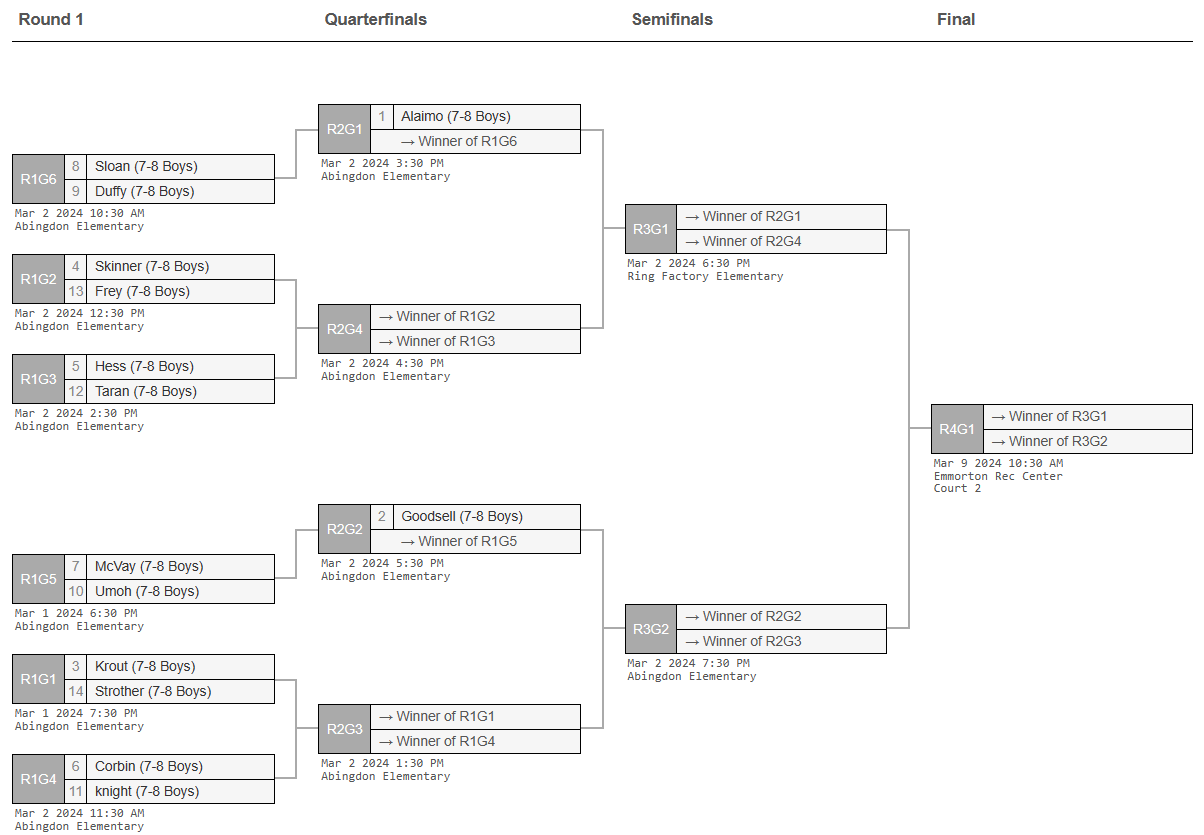 Round 1
Quarterfinals
Semifinals
Final
R1G6
8 Sloan (7-8 Boys)
9 Duffy (7-8 Boys)
Mar 2 2024 10:30 AM
Abingdon Elementary
R1G2
4 Skinner (7-8 Boys)
13 Frey (7-8 Boys)
Mar 2 2024 12:30 PM
Abingdon Elementary
R1G3
5 Hess (7-8 Boys)
12 Taran (7-8 Boys)
Mar 2 2024 2:30 PM
Abingdon Elementary
R1G5
7 McVay (7-8 Boys)
10 Umoh (7-8 Boys)
Mar 1 2024 6:30 PM
Abingdon Elementary
R1G1
3 Krout (7-8 Boys)
14 Strother (7-8 Boys)
Mar 1 2024 7:30 PM
Abingdon Elementary
R1G4
6 Corbin (7-8 Boys)
11 knight (7-8 Boys)
Mar 2 2024 11:30 AM
Abingdon Elementary
R2G1
1 Alaimo (7-8 Boys)
→ Winner of R1G6
Mar 2 2024 3:30 PM
Abingdon Elementary
R2G4
→ Winner of R1G2
→ Winner of R1G3
Mar 2 2024 4:30 PM
Abingdon Elementary
R2G2
2 Goodsell (7-8 Boys)
→ Winner of R1G5
Mar 2 2024 5:30 PM
Abingdon Elementary
R2G3
→ Winner of R1G1
→ Winner of R1G4
Mar 2 2024 1:30 PM
Abingdon Elementary
R3G1
→ Winner of R2G1
→ Winner of R2G4
Mar 2 2024 6:30 PM
Ring Factory Elementary
R3G2
→ Winner of R2G2
→ Winner of R2G3
Mar 2 2024 7:30 PM
Abingdon Elementary
R4G1
→ Winner of R3G1
→ Winner of R3G2
Mar 9 2024 10:30 AM
Emmorton Rec Center
Court 2